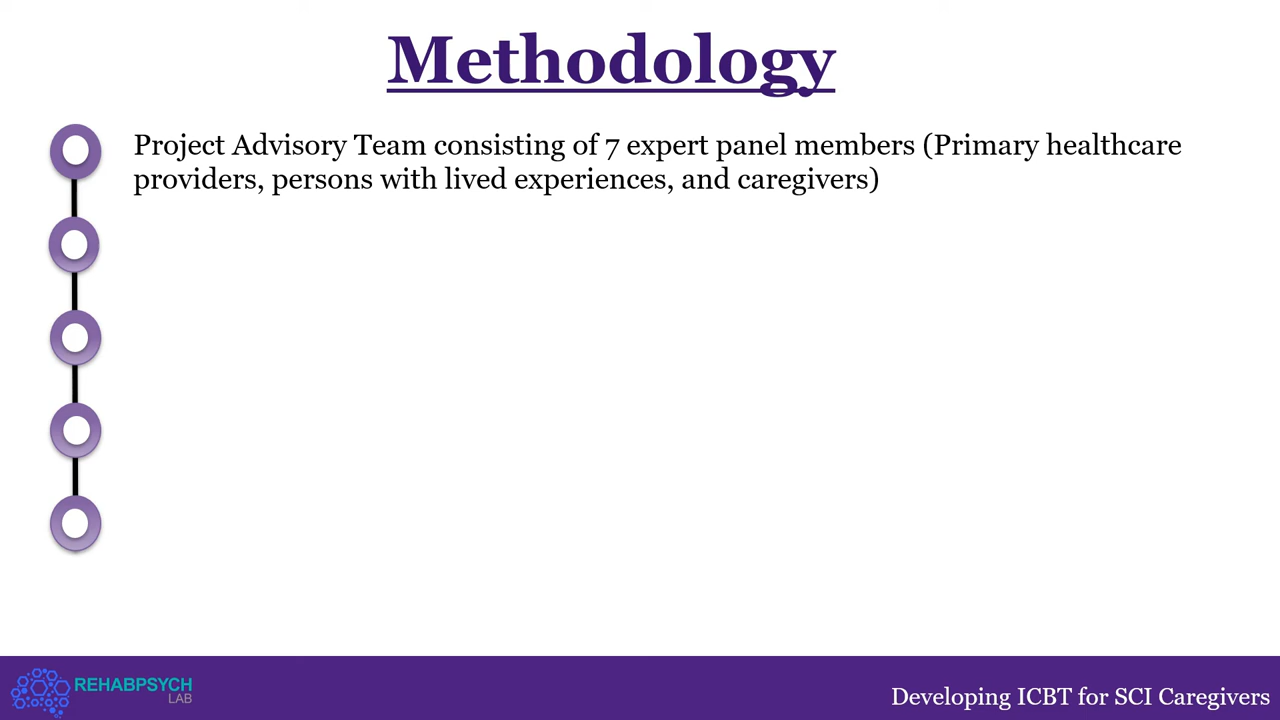 Methodology
Project Advisory Team consisting of 7 expert panel members (Primary healthcare
providers, persons with lived experiences, and caregivers)
REHABPSYCH
LAB
Developing ICBT for SCI Caregivers